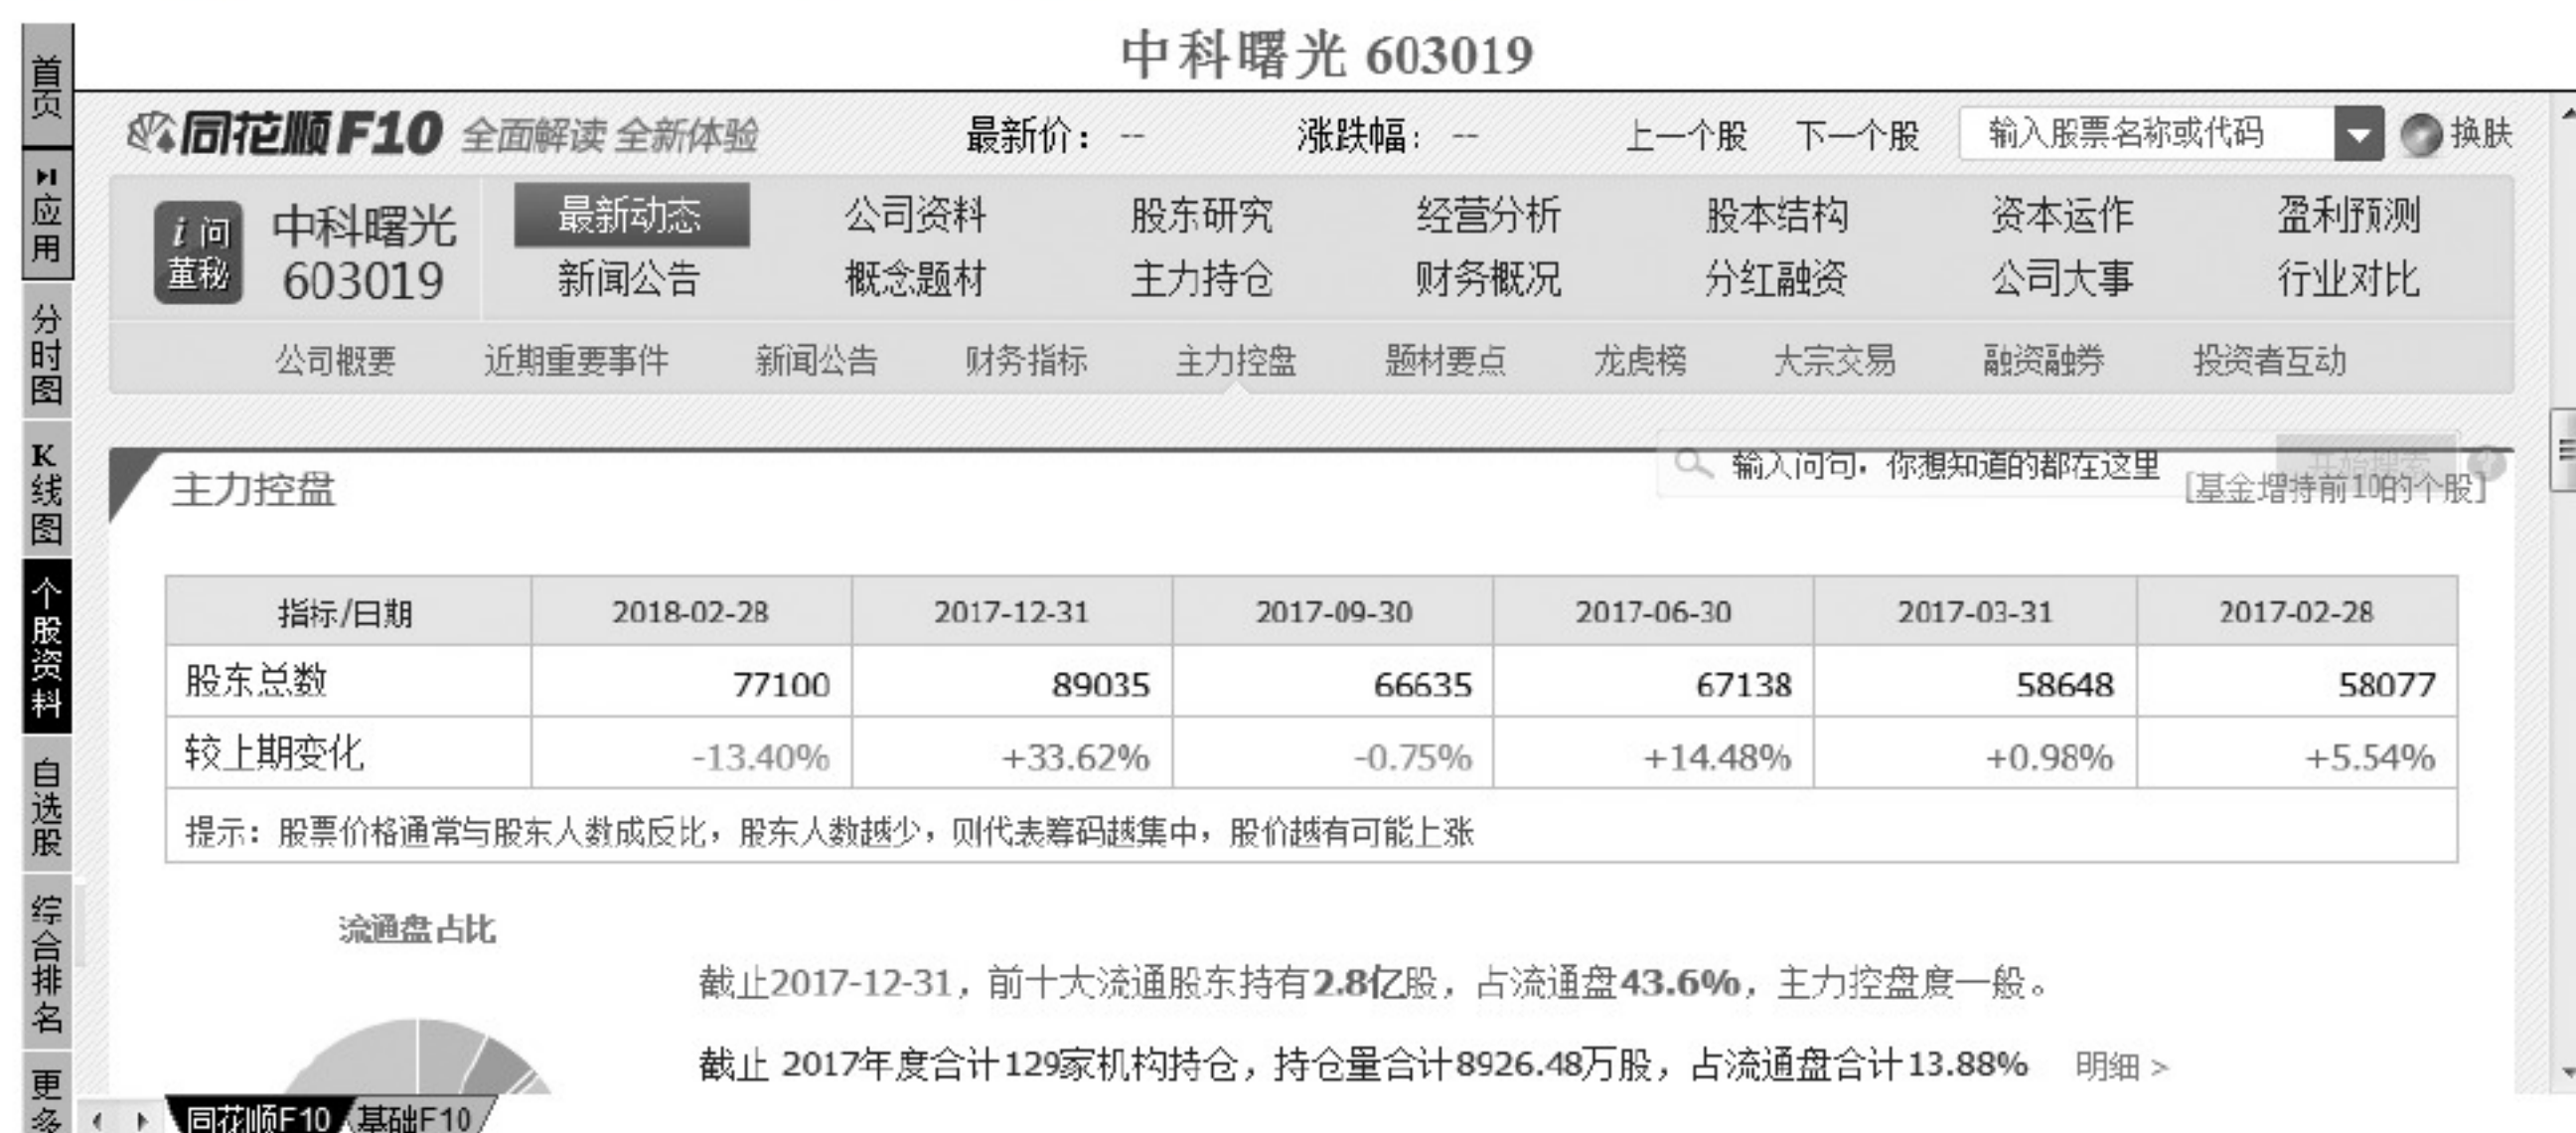 中科曙光 603019
首页
应用
分时图
K线图
个股资料
自选股
综合排名
更多
同花顺F10 全面解读 全新体验 最新价： -- 涨跌幅： -- 上一个股 下一个股 输入股票名称或代码 换肤
i问董秘 中科曙光 603019
最新动态 公司资料 股东研究 经营分析 股本结构 资本运作 盈利预测
新闻公告 概念题材 主力持仓 财务概况 分红融资 公司大事 行业对比
公司概要 近期重要事件 新闻公告 财务指标 主力控盘 题材要点 龙虎榜 大宗交易 融资融券 投资者互动
主力控盘 输入问句，你想知道的都在这里 开始搜索 ?
[基金增持前10的个股]
指标/日期 2018-02-28 2017-12-31 2017-09-30 2017-06-30 2017-03-31 2017-02-28
股东总数 77100 89035 66635 67138 58648 58077
较上期变化 -13.40% +33.62% -0.75% +14.48% +0.98% +5.54%
提示：股票价格通常与股东人数成反比，股东人数越少，则代表筹码越集中，股价越有可能上涨
流通盘占比
截止2017-12-31，前十大流通股东持有2.8亿股，占流通盘43.6%，主力控盘度一般。
截止 2017年度合计129家机构持仓，持仓量合计8926.48万股，占流通盘合计13.88% 明细 >
同花顺F10 基础F10